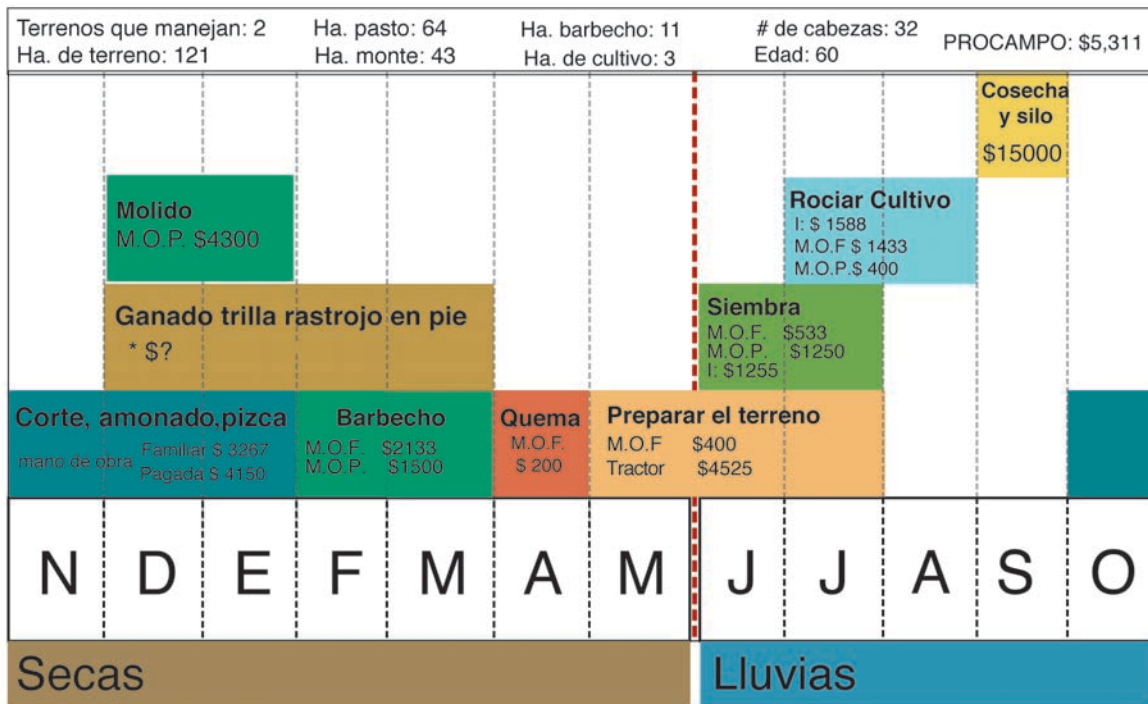 Terrenos que manejan: 2
Ha. de terreno: 121
Ha. pasto: 64
Ha. monte: 43
Ha. barbecho: 11
Ha. de cultivo: 3
# de cabezas: 32
Edad: 60
PROCAMPO: $5,311
Cosecha
y silo
$15000
Molido
M.O.P. $4300
Rociar Cultivo
I: $ 1588
M.O.F $ 1433
M.O.P.$ 400
Ganado trilla rastrojo en pie
* $?
Siembra
M.O.F. $533
M.O.P. $1250
I: $1255
Corte, amonado,pizca
mano de obra
Familiar $ 3267
Pagada $ 4150
Barbecho
M.O.F. $2133
M.O.P. $1500
Quema
M.O.F.
$ 200
Preparar el terreno
M.O.F $400
Tractor $4525
N D E F M A M J J A S O
Secas Lluvias